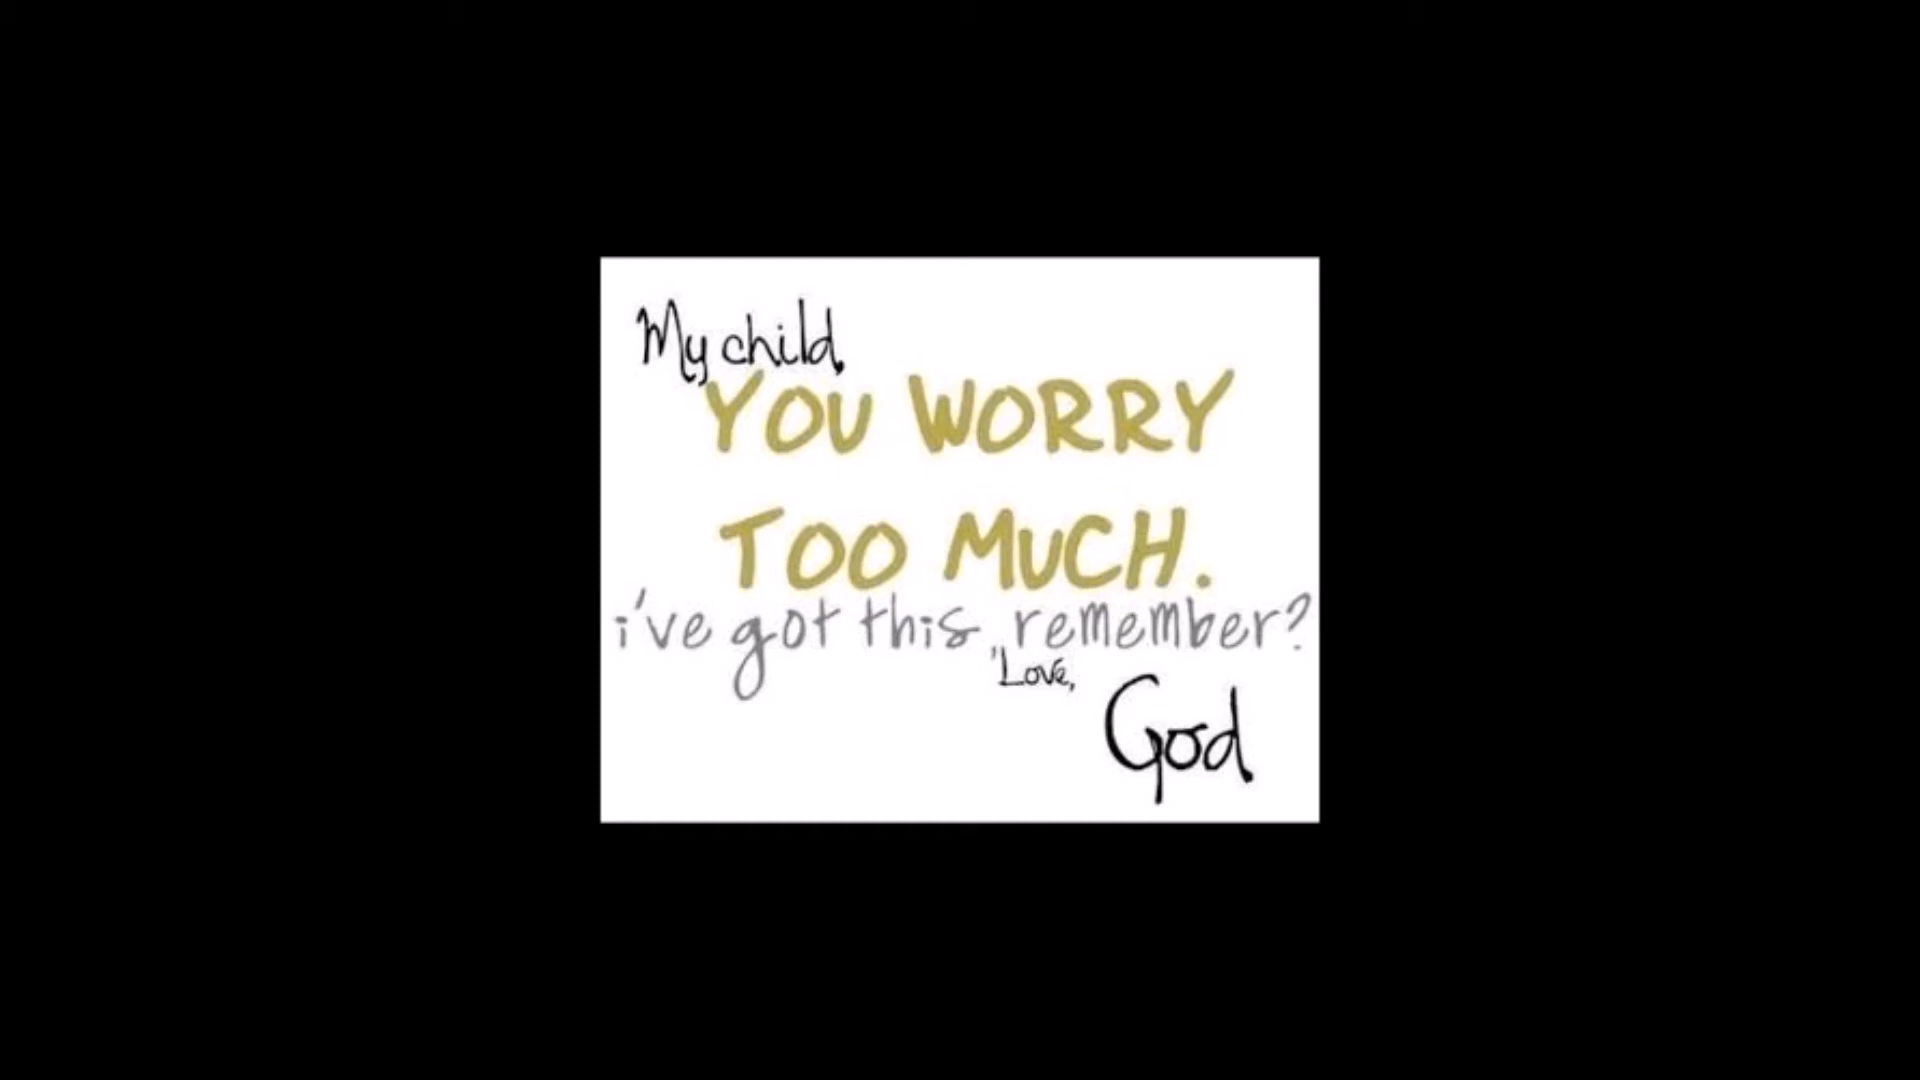 My child,
YOU WORRY
TOO MUCH.
i've got this, remember?
Love,
God